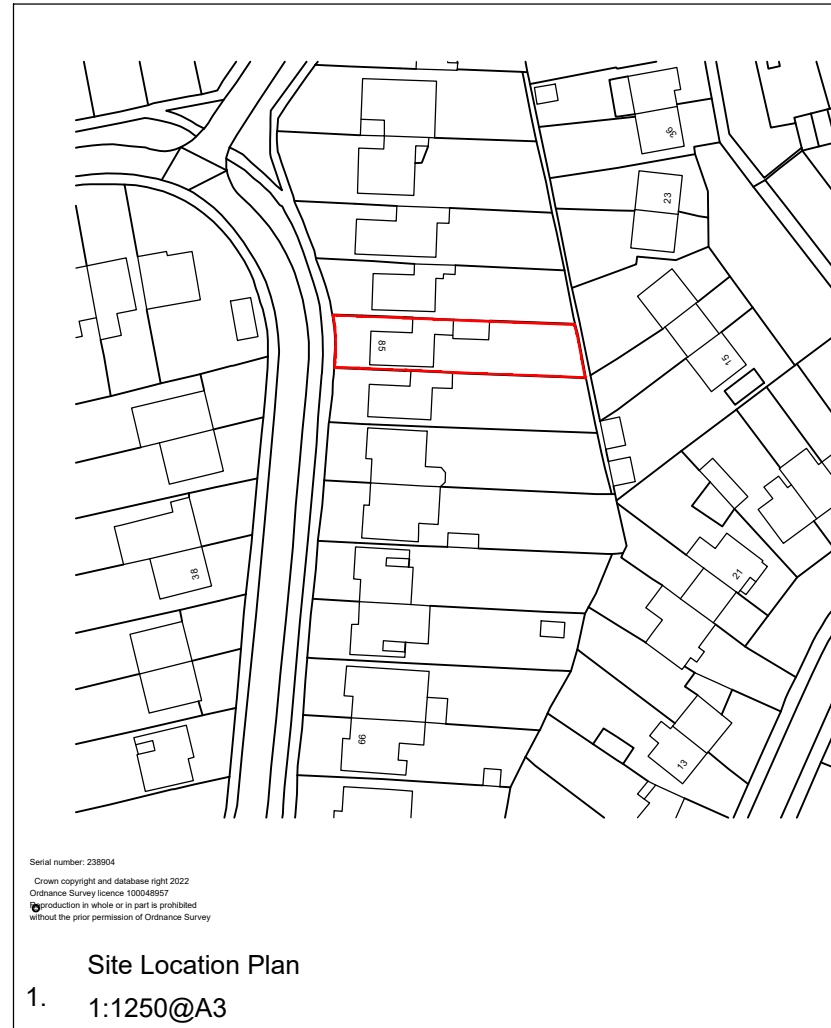 36
23
85
15
38
21
99
13
Serial number: 238904
Crown copyright and database right 2022
Ordnance Survey licence 100048957
Reproduction in whole or in part is prohibited
without the prior permission of Ordnance Survey
Site Location Plan
1.
1:1250@A3